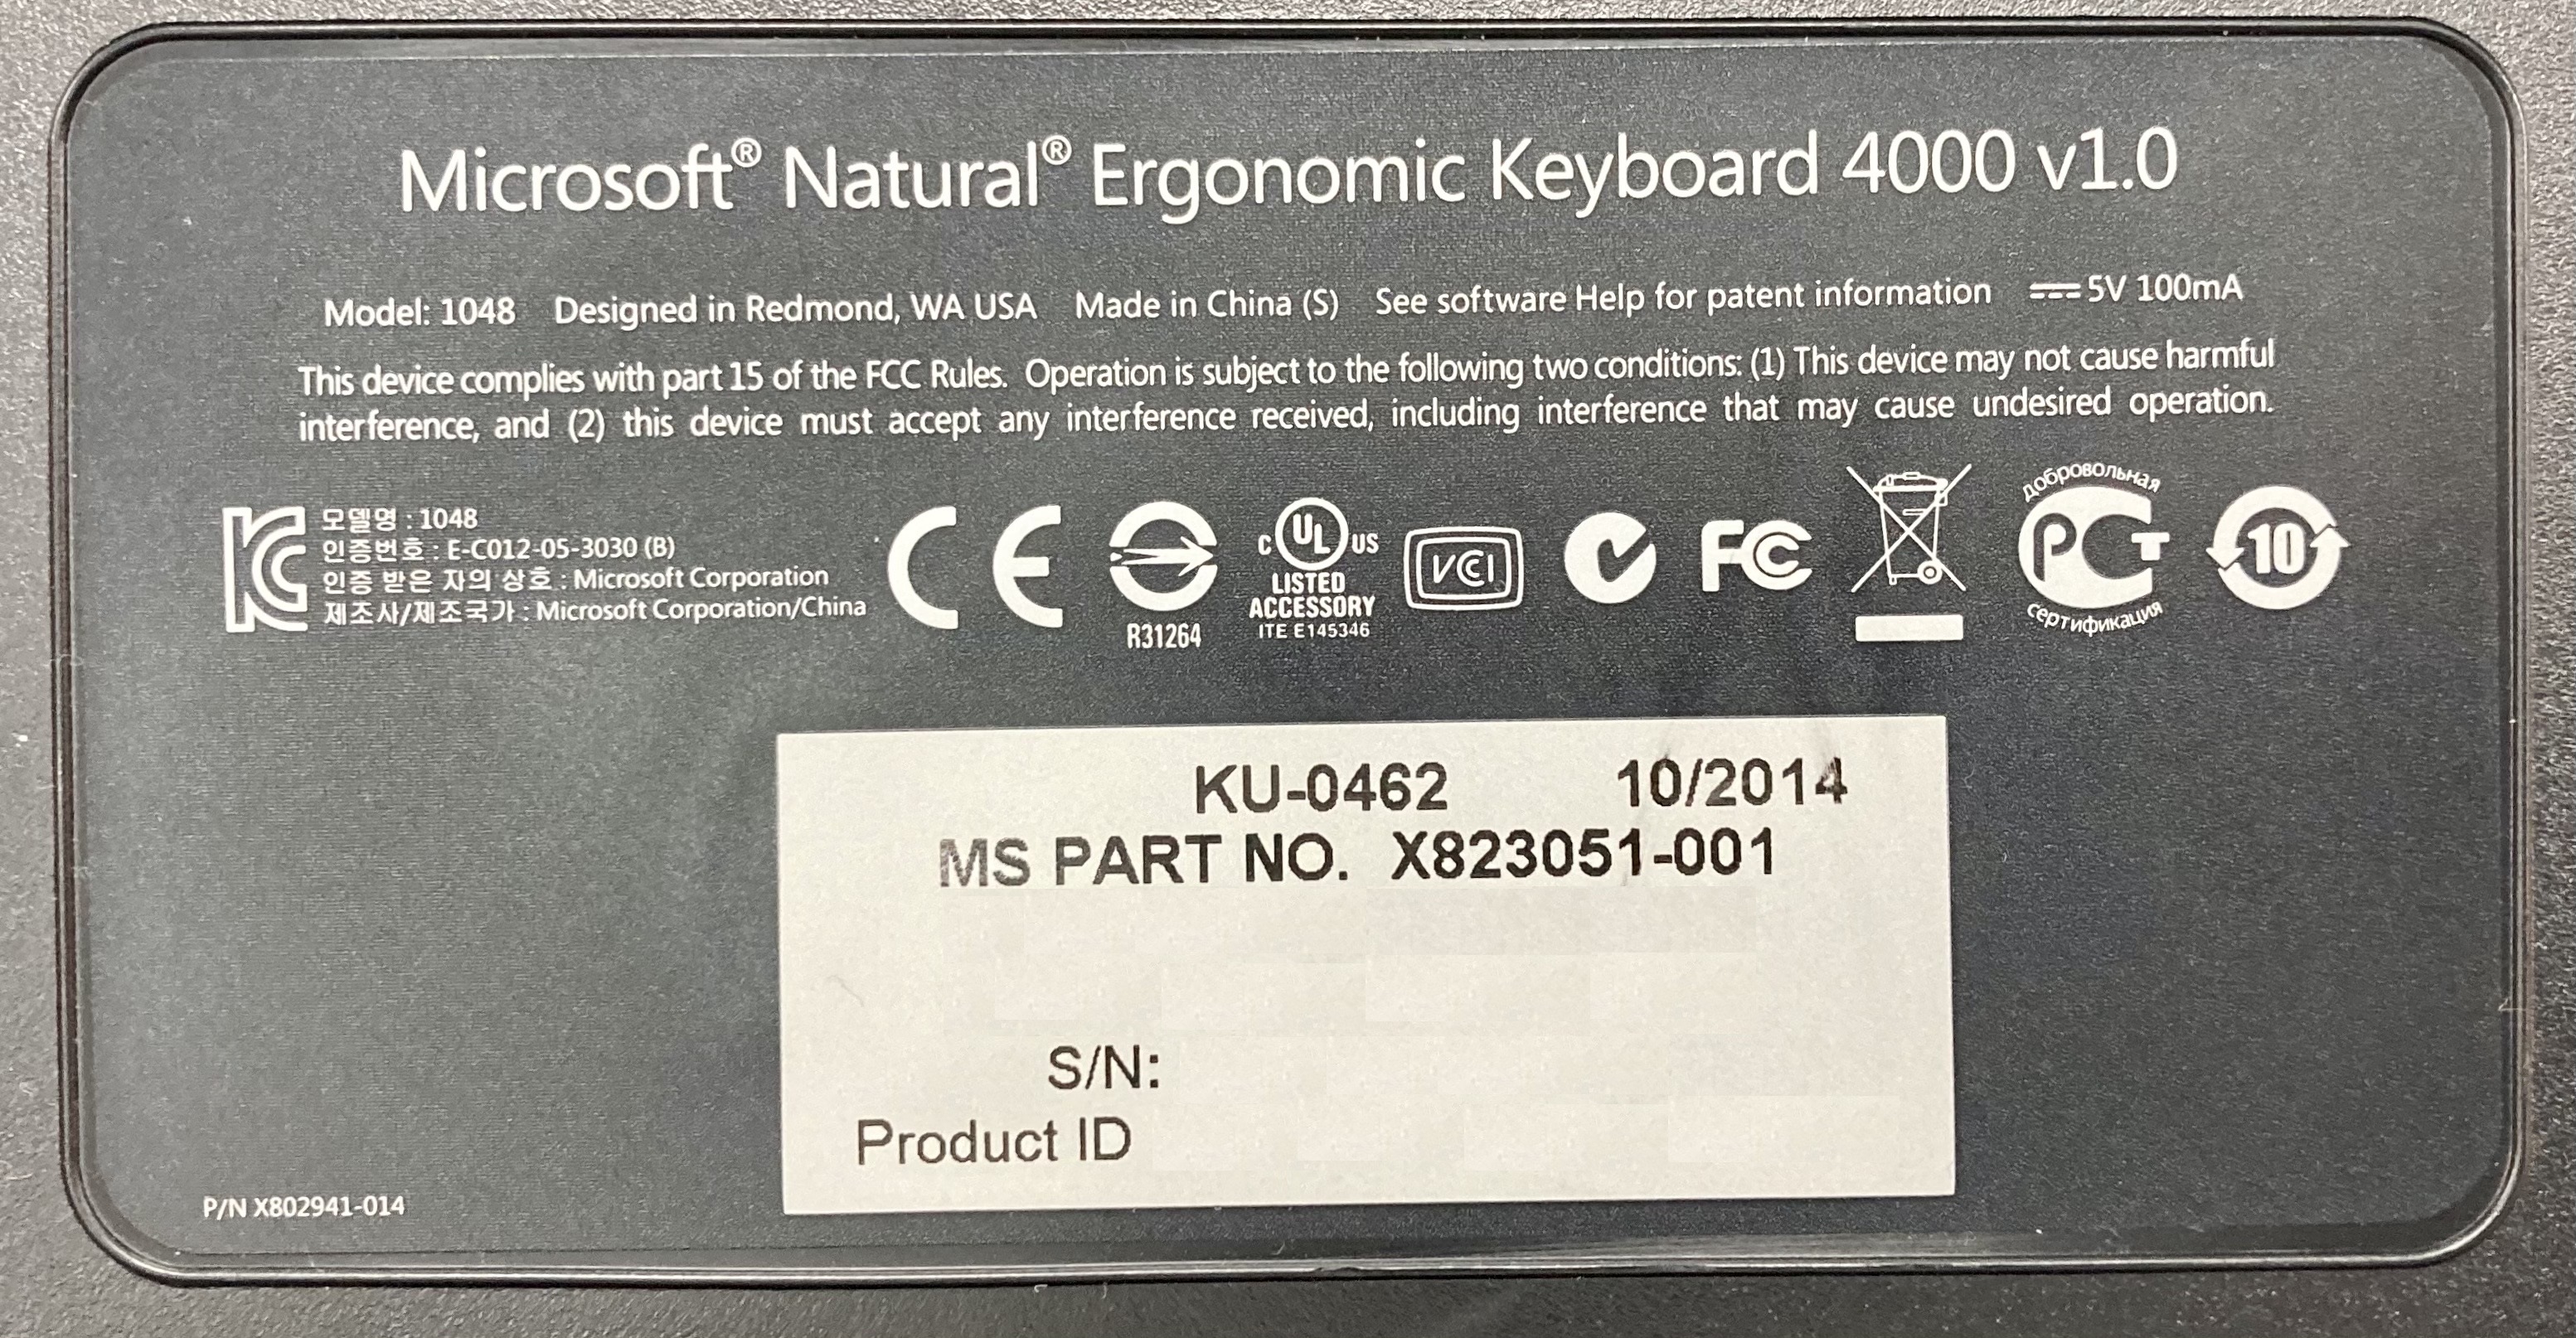 Microsoft® Natural® Ergonomic Keyboard 4000 v1.0
Model: 1048 Designed in Redmond, WA USA Made in China (S) See software Help for patent information 5V 100mA
This device complies with part 15 of the FCC Rules. Operation is subject to the following two conditions: (1) This device may not cause harmful
interference, and (2) this device must accept any interference received, including interference that may cause undesired operation.
KC
모델명 : 1048
인증번호 : E-C012-05-3030 (B)
인증 받은 자의 상호 : Microsoft Corporation
제조사/제조국가 : Microsoft Corporation/China
CE
R31264
C UL US
LISTED
ACCESSORY
ITE E145346
VCI
FC
добровольная
РСТ
сертификация
10
KU-0462 10/2014
MS PART NO. X823051-001
S/N:
Product ID
P/N X802941-014